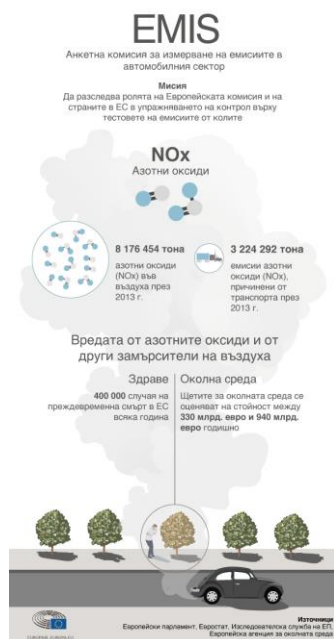 EMIS
Анкетна комисия за измерване на емисиите в
автомобилния сектор
Мисия
Да разследва ролята на Европейската комисия и на
страните в ЕС в упражняването на контрол върху
тестовете на емисиите от колите
NOx
Азотни оксиди
8 176 454 тона
азотни оксиди
(NOx) във
въздуха през
2013 г.
3 224 292 тона
емисии азотни
оксиди (NOx),
причинени от
транспорта през
2013 г.
Вредата от азотните оксиди и от
други замърсители на въздуха
Здраве
400 000 случая на
преждевременна смърт в ЕС
всяка година
Околна среда
Щетите за околната среда се
оценяват на стойност между
330 млрд. евро и 940 млрд.
евро годишно
Източници:
Европейски парламент, Евростат, Изследователска служба на ЕП,
Европейска агенция за околната среда